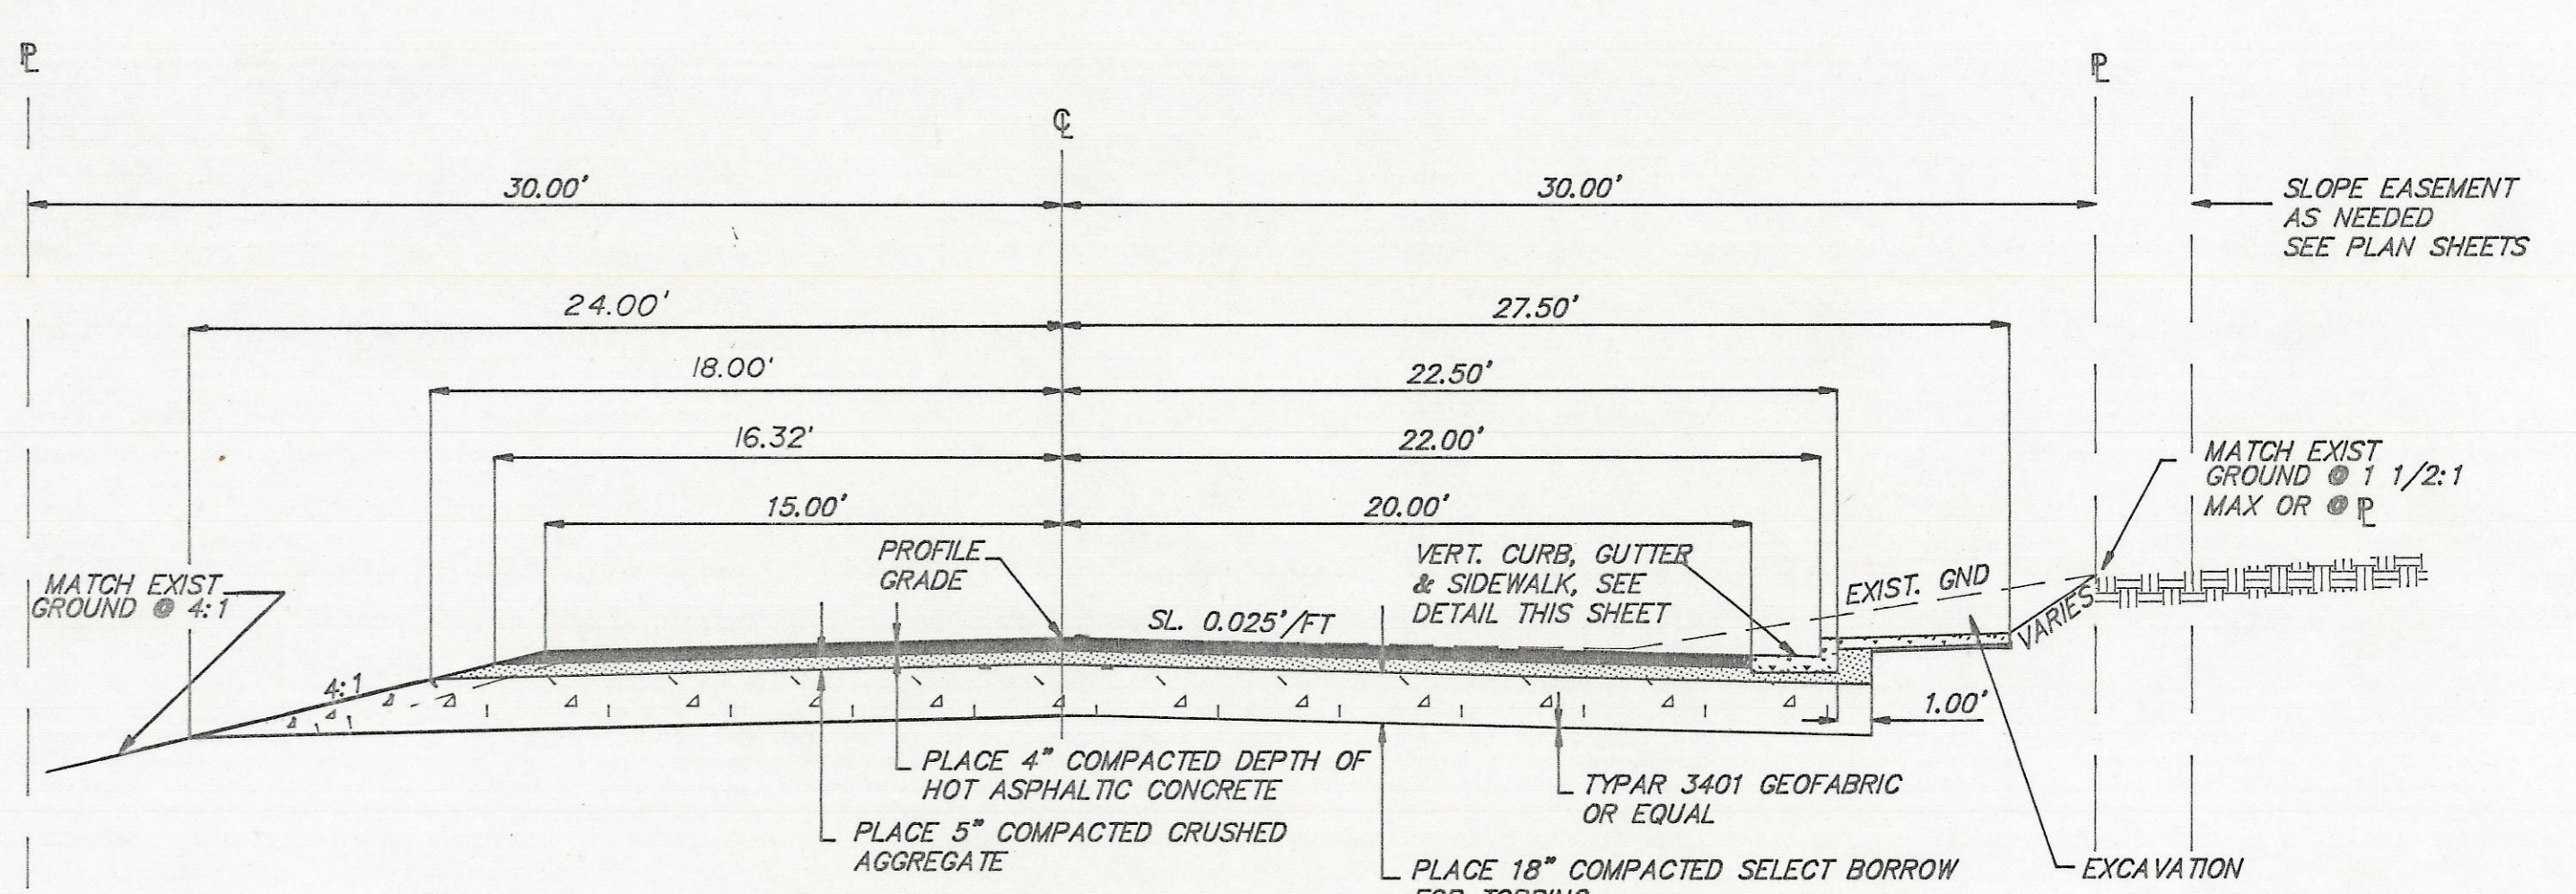 PL
PL
CL
30.00'
30.00'
SLOPE EASEMENT
AS NEEDED
SEE PLAN SHEETS
24.00'
27.50'
18.00'
22.50'
16.32'
22.00'
MATCH EXIST
GROUND @ 1 1/2:1
MAX OR @ PL
15.00'
20.00'
PROFILE
GRADE
VERT. CURB, GUTTER
& SIDEWALK, SEE
DETAIL THIS SHEET
MATCH EXIST
GROUND @ 4:1
EXIST. GND
SL. 0.025'/FT
VARIES
4:1
1.00'
PLACE 4" COMPACTED DEPTH OF
HOT ASPHALTIC CONCRETE
TYPAR 3401 GEOFABRIC
OR EQUAL
PLACE 5" COMPACTED CRUSHED
AGGREGATE
PLACE 18" COMPACTED SELECT BORROW
EXCAVATION